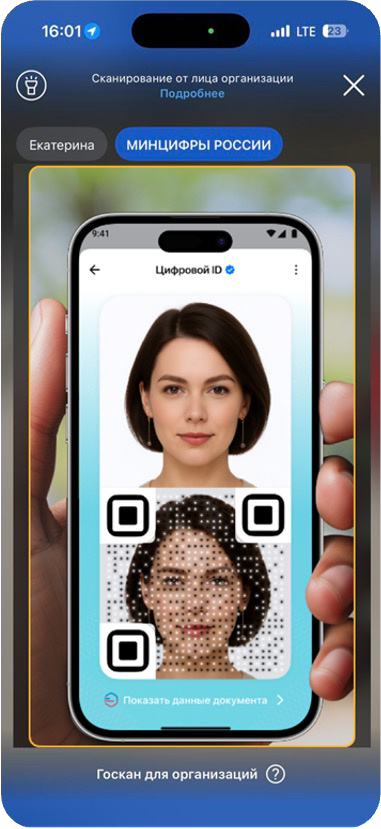 16:01
LTE 23
Сканирование от лица организации
Подробнее
Екатерина
МИНЦИФРЫ РОССИИ
9:41
Цифровой ID
Показать данные документа
Госкан для организаций ?